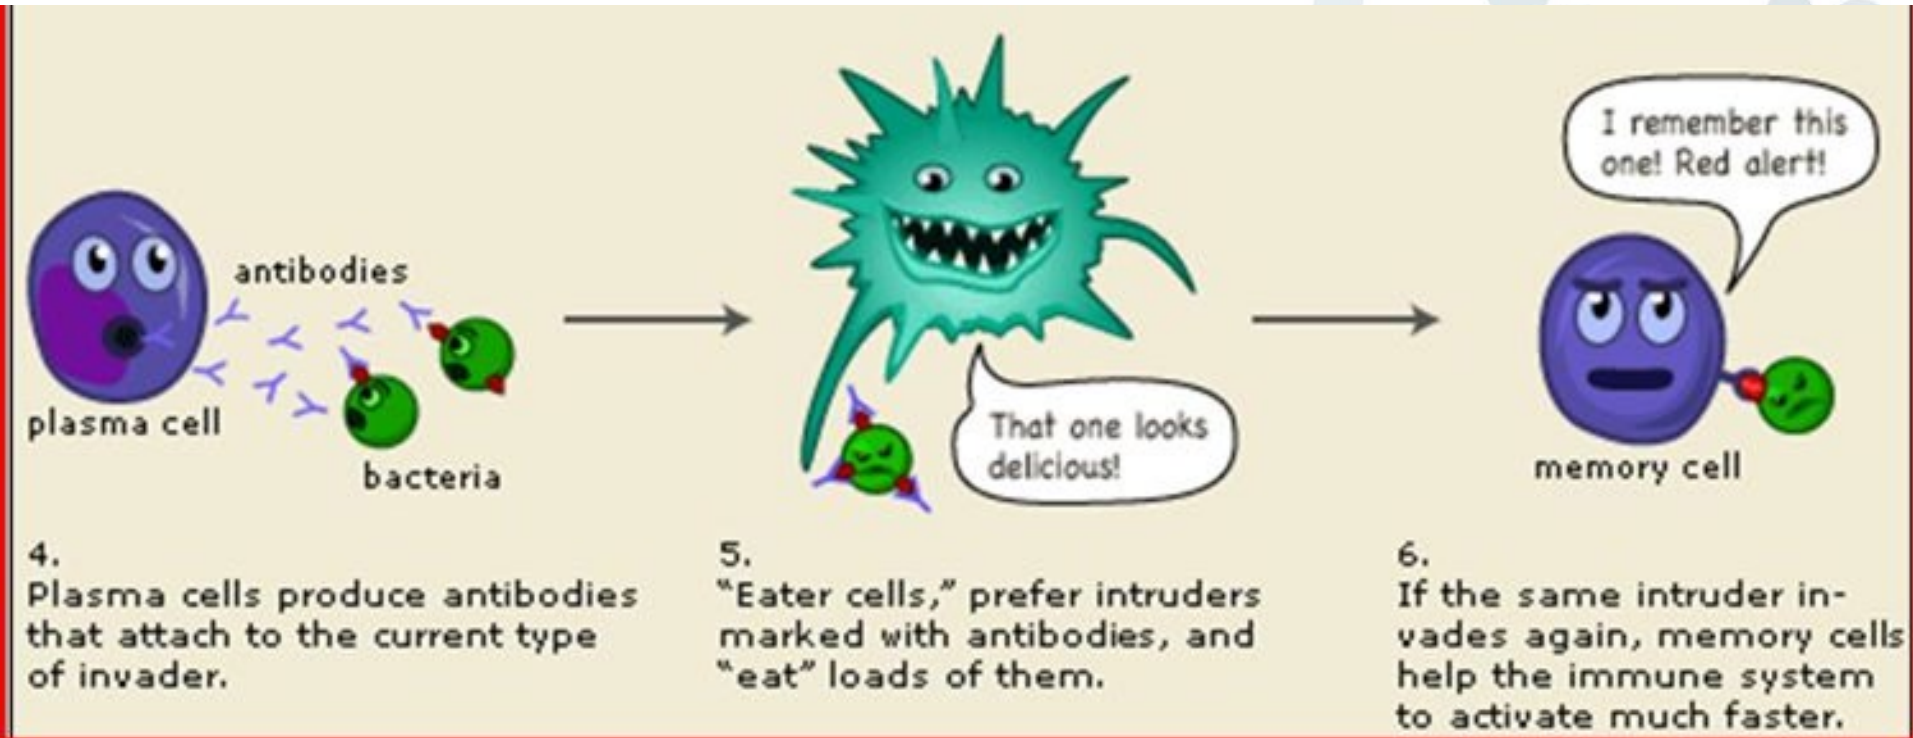 antibodies
plasma cell
bacteria
4.
Plasma cells produce antibodies
that attach to the current type
of invader.
That one looks
delicious!
5.
“Eater cells,” prefer intruders
marked with antibodies, and
“eat” loads of them.
I remember this
one! Red alert!
memory cell
6.
If the same intruder in-
vades again, memory cells
help the immune system
to activate much faster.